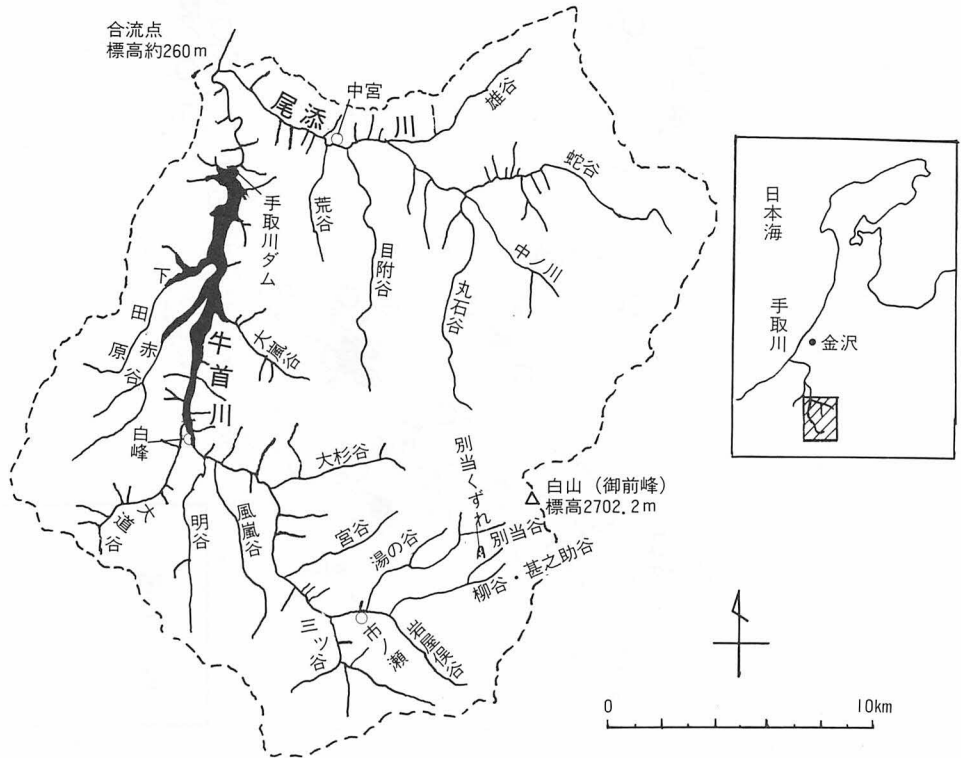 合流点
標高約260m
中宮
尾添川
雄谷
蛇谷
荒谷
目附谷
丸石谷
中ノ川
手取川ダム
下田原
赤谷
牛首川
白峰
大道谷
明谷
風嵐谷
大杉谷
宮谷
湯の谷
別当くずれ
別当谷
柳谷・甚之助谷
三ッ谷
市ノ瀬
岩屋俣谷
白山（御前峰）
標高2702.2m
日本海
手取川
金沢
0
10km